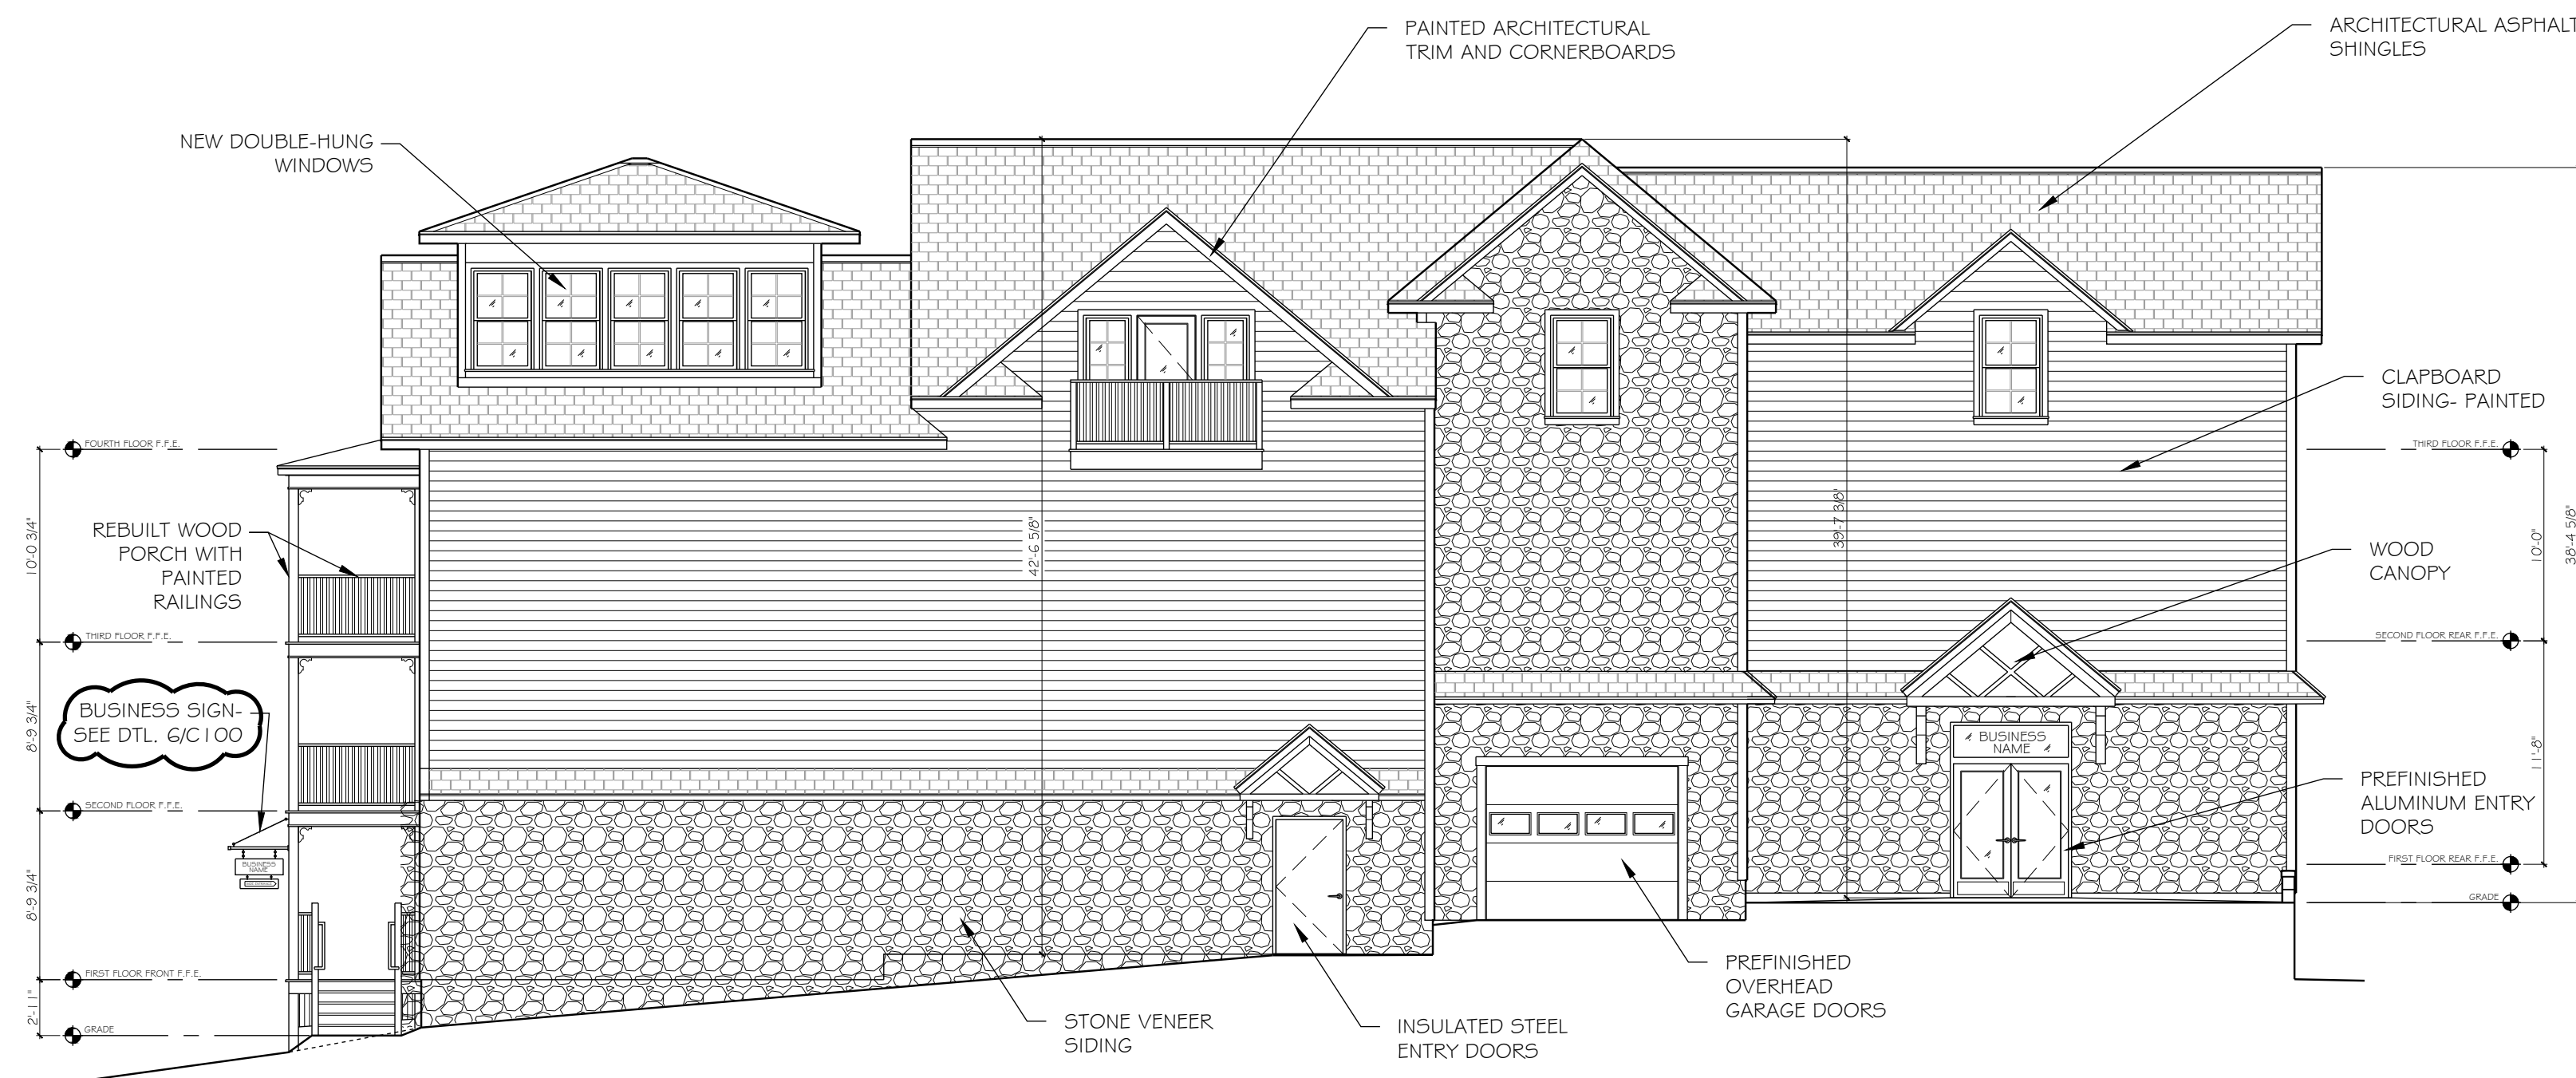 PAINTED ARCHITECTURAL
TRIM AND CORNERBOARDS
ARCHITECTURAL ASPHALT
SHINGLES
NEW DOUBLE-HUNG
WINDOWS
CLAPBOARD
SIDING- PAINTED
FOURTH FLOOR F.F.E.
THIRD FLOOR F.F.E.
10'-0 3/4"
REBUILT WOOD
PORCH WITH
PAINTED
RAILINGS
42'-6 5/8"
39'-7 3/8"
10'-0"
38'-4 5/8"
WOOD
CANOPY
THIRD FLOOR F.F.E.
SECOND FLOOR REAR F.F.E.
8'-9 3/4"
BUSINESS SIGN-
SEE DTL. 6/C100
BUSINESS
NAME
11'-8"
PREFINISHED
ALUMINUM ENTRY
DOORS
SECOND FLOOR F.F.E.
BUSINESS
NAME
FIRST FLOOR REAR F.F.E.
8'-9 3/4"
GRADE
FIRST FLOOR FRONT F.F.E.
2'-11"
GRADE
PREFINISHED
OVERHEAD
GARAGE DOORS
STONE VENEER
SIDING
INSULATED STEEL
ENTRY DOORS